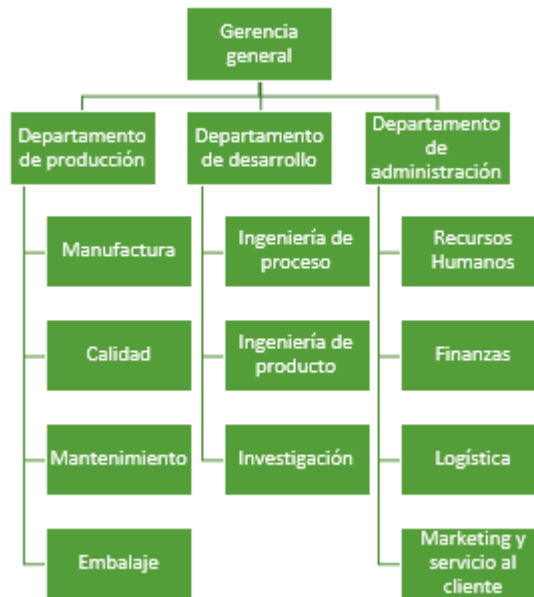 Gerencia
general
Departamento
de producción
Departamento
de desarrollo
Departamento
de
administración
Manufactura
Ingeniería de
proceso
Recursos
Humanos
Calidad
Ingeniería de
producto
Finanzas
Mantenimiento
Investigación
Logística
Embalaje
Marketing y
servicio al
cliente